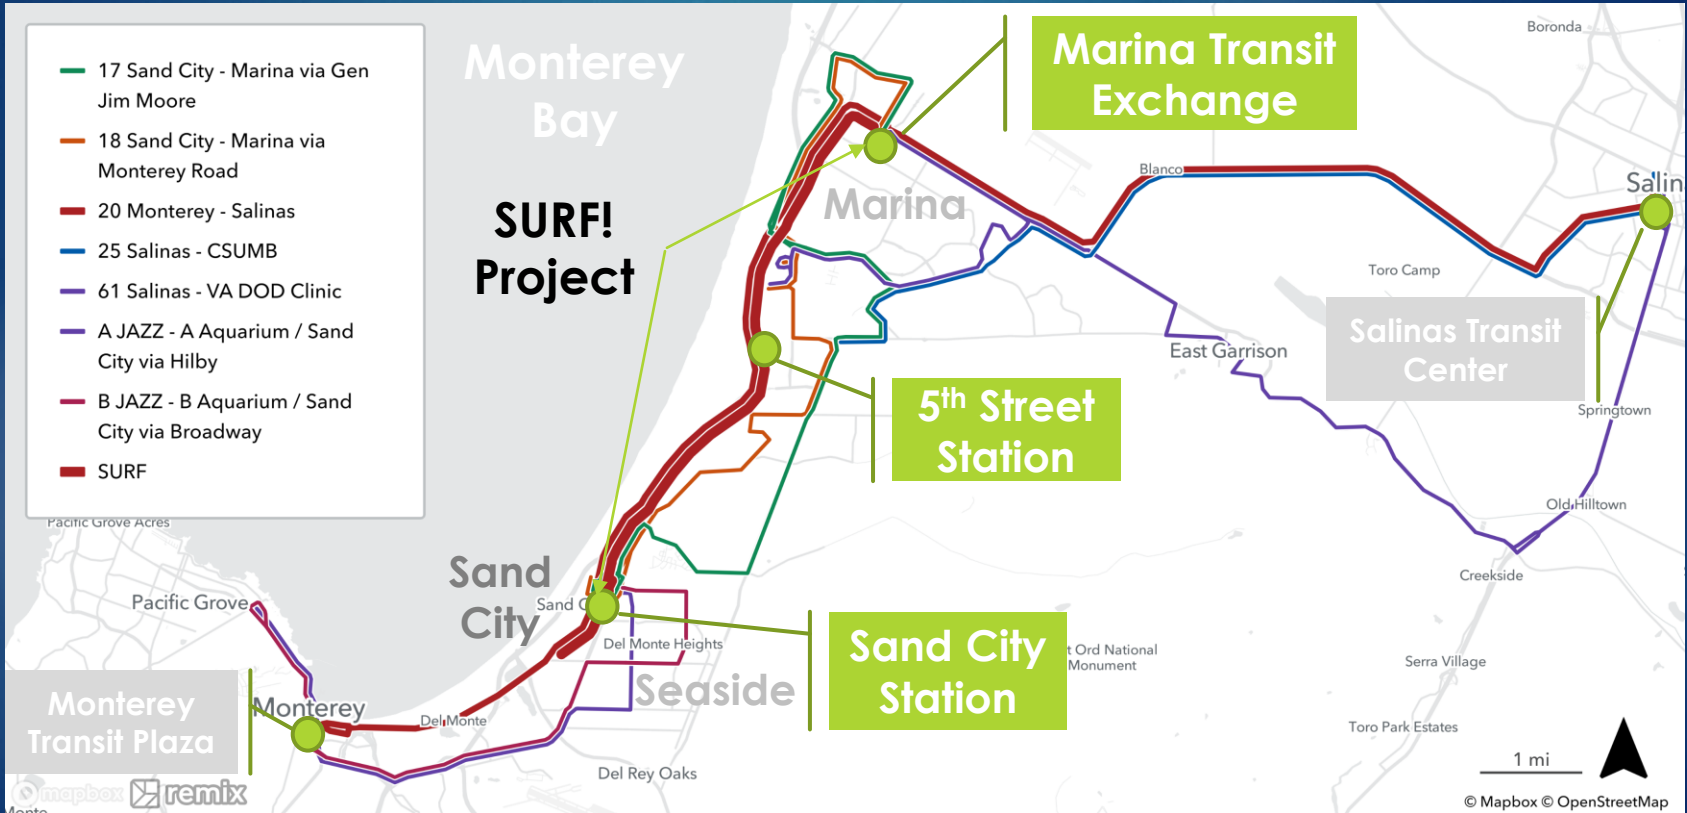 17 Sand City - Marina via Gen
Jim Moore
18 Sand City - Marina via
Monterey Road
20 Monterey - Salinas
25 Salinas - CSUMB
61 Salinas - VA DOD Clinic
A JAZZ - A Aquarium / Sand
City via Hilby
B JAZZ - B Aquarium / Sand
City via Broadway
SURF
Monterey
Bay
SURF!
Project
Marina Transit
Exchange
Boronda
Marina
Blanco
Salin
Toro Camp
East Garrison
Salinas Transit
Center
Springtown
5th Street
Station
Old Hilltown
Creekside
Pacific Grove Acres
Pacific Grove
Sand
City
Sand C
Del Monte Heights
Seaside
Sand City
Station
t Ord National
Monument
Serra Village
Toro Park Estates
Monterey
Transit Plaza
Monterey
Del Monte
Del Rey Oaks
1 mi
mapbox
remix
Monte
© Mapbox © OpenStreetMap